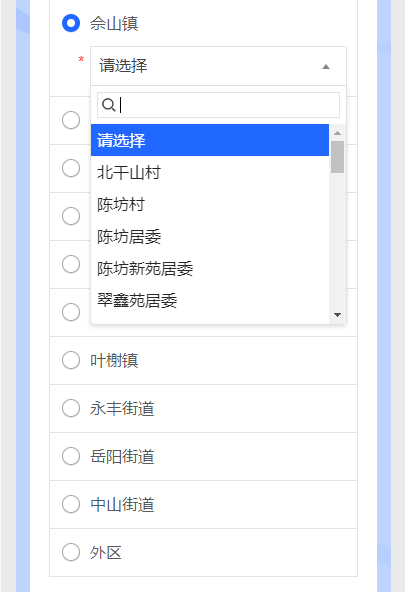 佘山镇
*
请选择
请选择
北干山村
陈坊村
陈坊居委
陈坊新苑居委
翠鑫苑居委
叶榭镇
永丰街道
岳阳街道
中山街道
外区